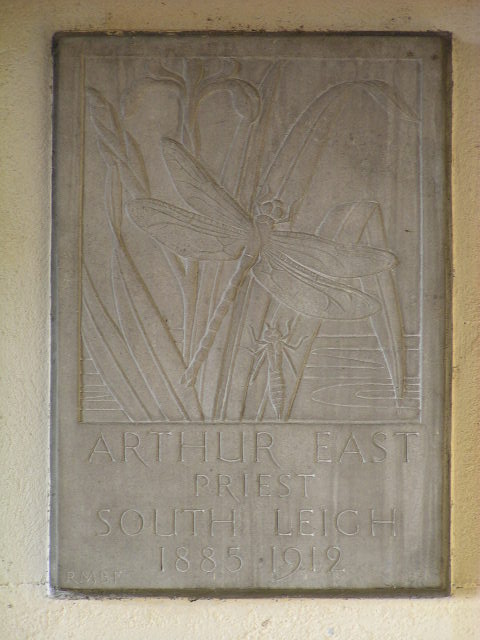 ARTHUR EAST
PRIEST
SOUTH LEIGH
1885 · 1912